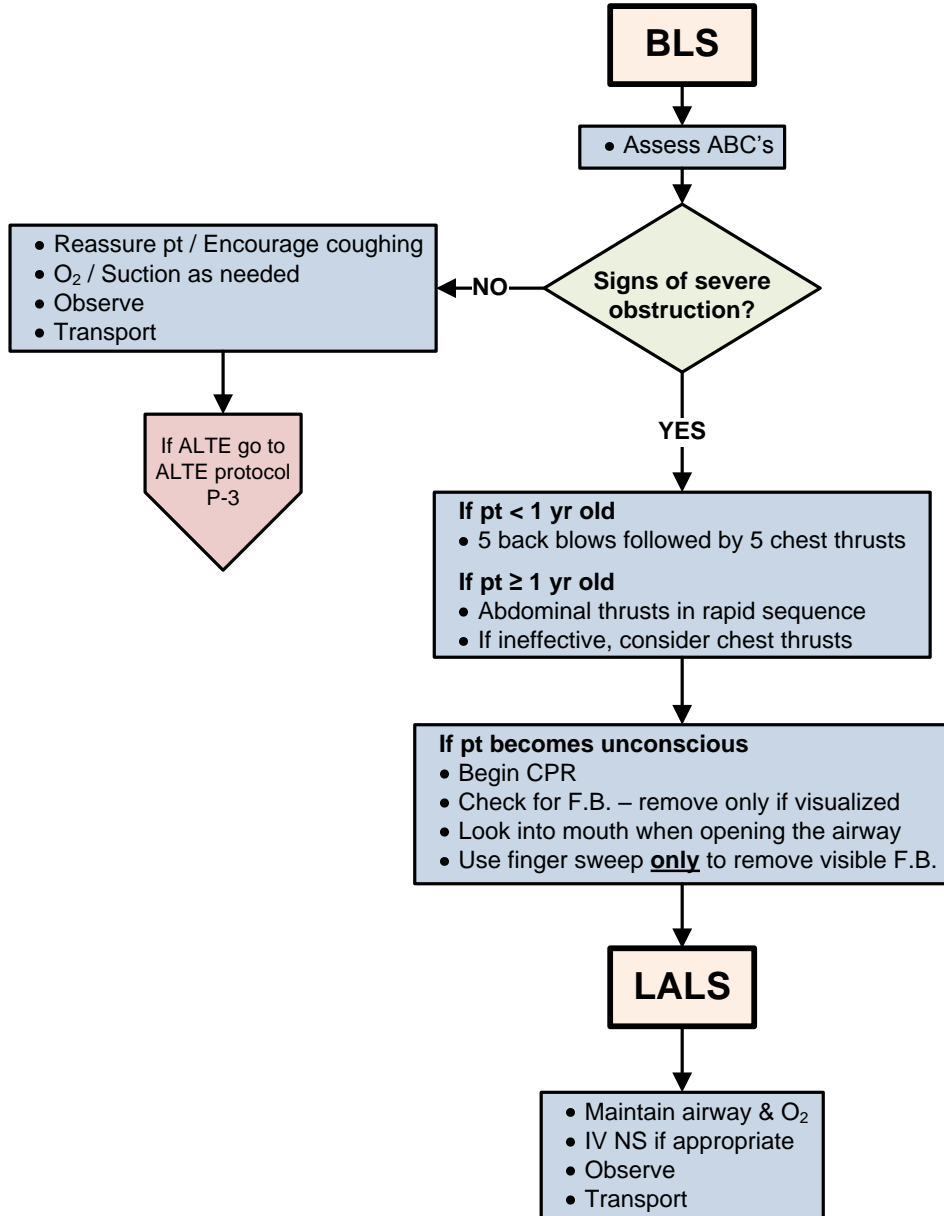 BLS
• Assess ABC’s
Signs of severe
obstruction?
NO
• Reassure pt / Encourage coughing
• O₂ / Suction as needed
• Observe
• Transport
If ALTE go to
ALTE protocol
P-3
YES
If pt < 1 yr old
• 5 back blows followed by 5 chest thrusts
If pt ≥ 1 yr old
• Abdominal thrusts in rapid sequence
• If ineffective, consider chest thrusts
If pt becomes unconscious
• Begin CPR
• Check for F.B. – remove only if visualized
• Look into mouth when opening the airway
• Use finger sweep only to remove visible F.B.
LALS
• Maintain airway & O₂
• IV NS if appropriate
• Observe
• Transport